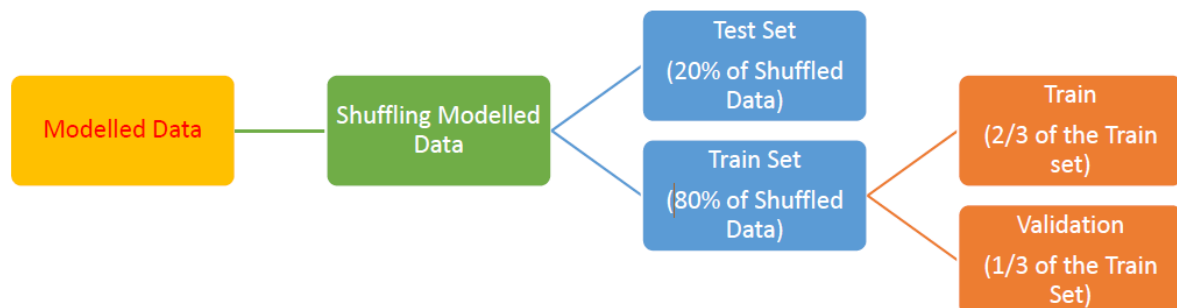 Modelled Data
Shuffling Modelled
Data
Test Set
(20% of Shuffled
Data)
Train Set
(80% of Shuffled
Data)
Train
(2/3 of the Train
set)
Validation
(1/3 of the Train
Set)